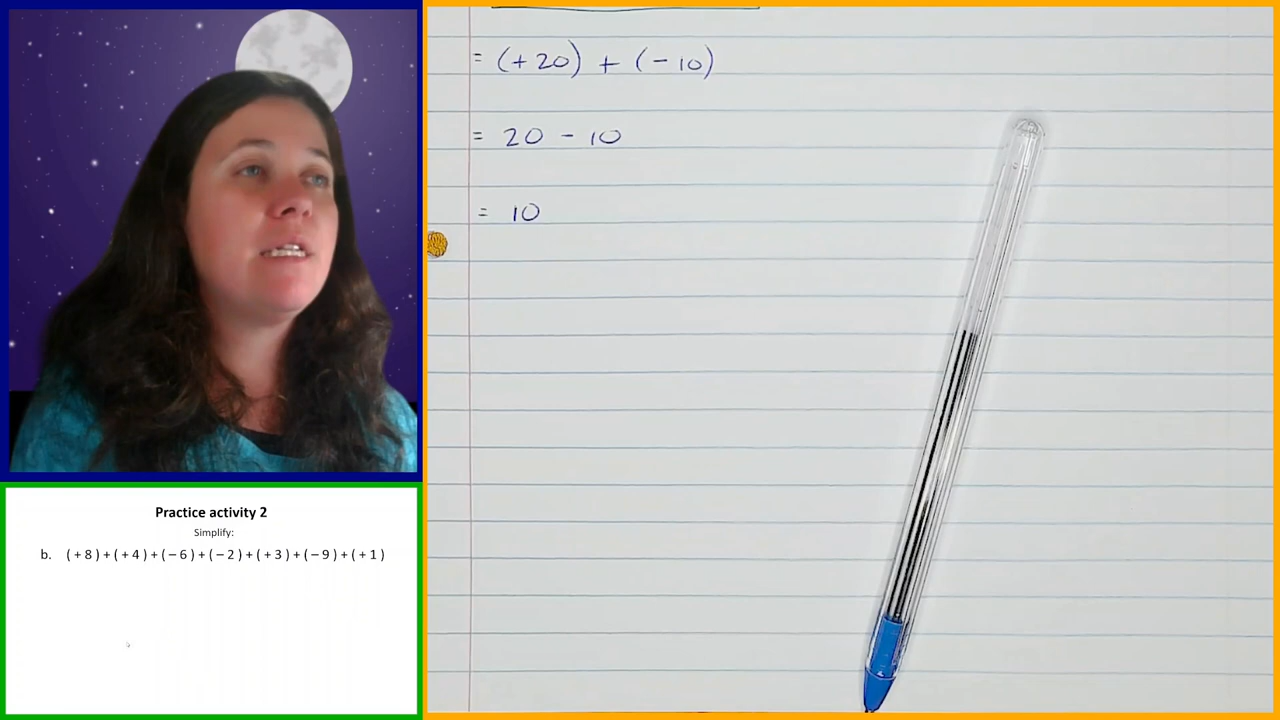 = (+20) + (-10)
= 20 - 10
= 10
Practice activity 2
Simplify:
b. ( + 8 ) + ( + 4 ) + ( − 6 ) + ( − 2 ) + ( + 3 ) + ( − 9 ) + ( + 1 )